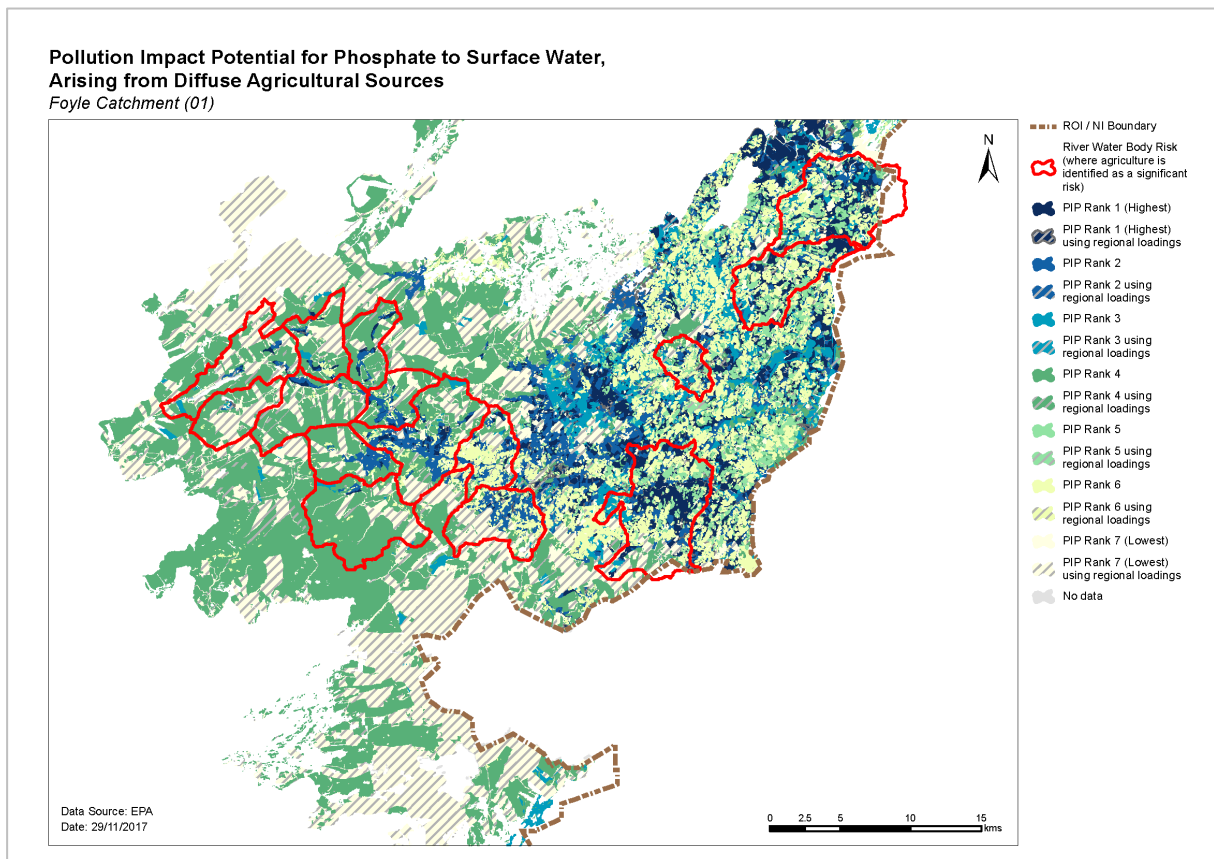 Pollution Impact Potential for Phosphate to Surface Water,
Arising from Diffuse Agricultural Sources
Foyle Catchment (01)
N
ROI / NI Boundary
River Water Body Risk
(where agriculture is
identified as a significant
risk)
PIP Rank 1 (Highest)
PIP Rank 1 (Highest)
using regional loadings
PIP Rank 2
PIP Rank 2 using
regional loadings
PIP Rank 3
PIP Rank 3 using
regional loadings
PIP Rank 4
PIP Rank 4 using
regional loadings
PIP Rank 5
PIP Rank 5 using
regional loadings
PIP Rank 6
PIP Rank 6 using
regional loadings
PIP Rank 7 (Lowest)
PIP Rank 7 (Lowest)
using regional loadings
No data
Data Source: EPA
Date: 29/11/2017
0 2.5 5 10 15
kms